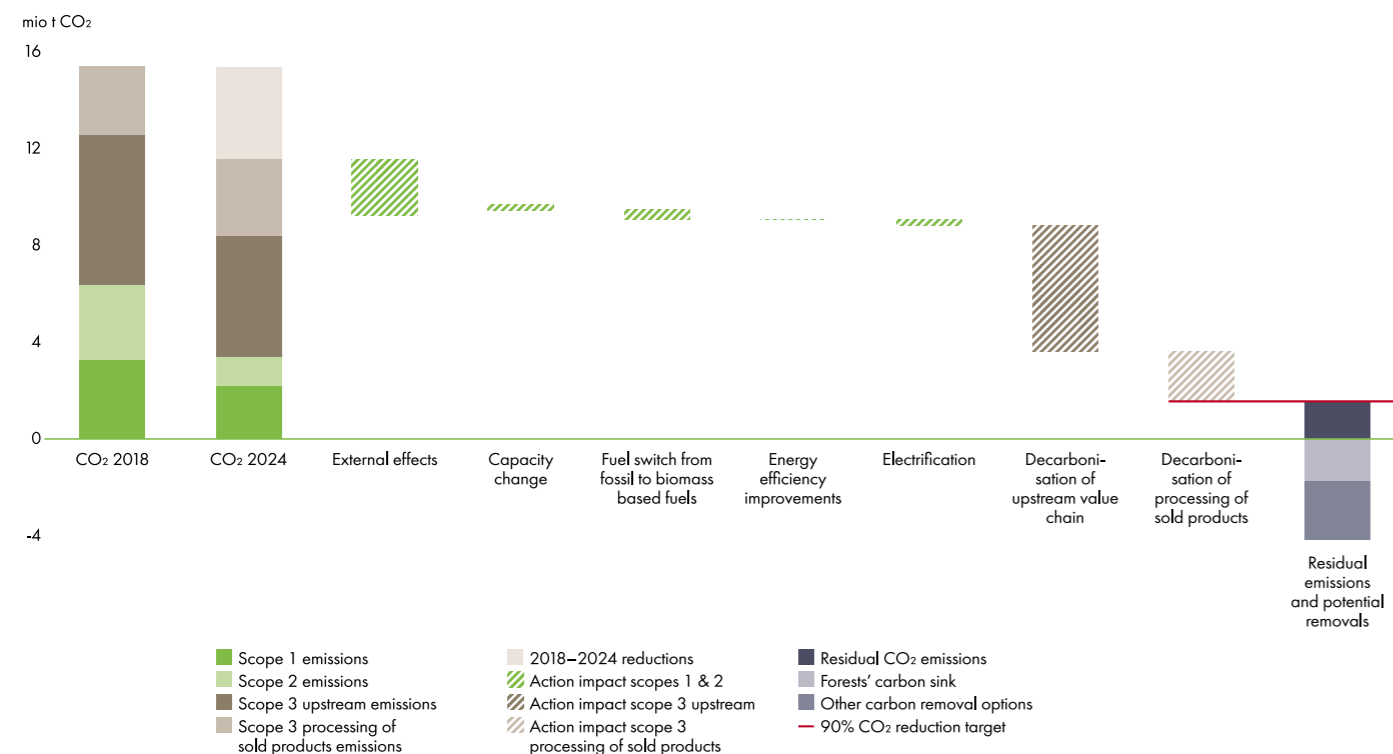 mio t CO₂
16
12
8
4
0
-4
CO₂ 2018
CO₂ 2024
External effects
Capacity
change
Fuel switch from
fossil to biomass
based fuels
Energy
efficiency
improvements
Electrification
Decarboni-
sation of
upstream value
chain
Decarboni-
sation of
processing of
sold products
Residual
emissions
and potential
removals
Scope 1 emissions
Scope 2 emissions
Scope 3 upstream emissions
Scope 3 processing of
sold products emissions
2018–2024 reductions
Action impact scopes 1 & 2
Action impact scope 3 upstream
Action impact scope 3
processing of sold products
Residual CO₂ emissions
Forests' carbon sink
Other carbon removal options
90% CO₂ reduction target